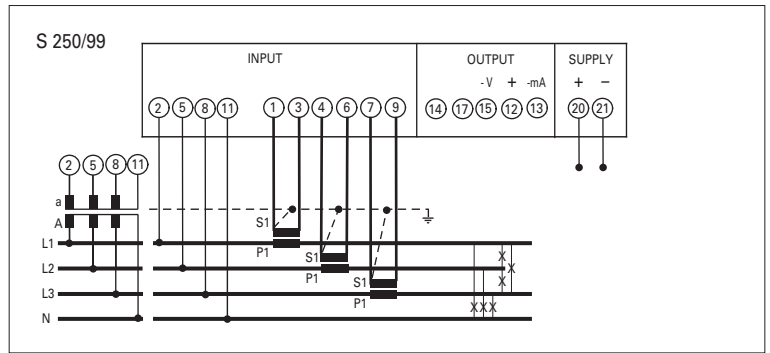 S 250/99
INPUT OUTPUT SUPPLY
-V + -mA + –
2 5 8 11 1 3 4 6 7 9 14 17 15 12 13 20 21
2 5 8 11
a
A
S1
L1
P1
S1
L2
P1
S1
L3
P1
N
X
X
X
XXX